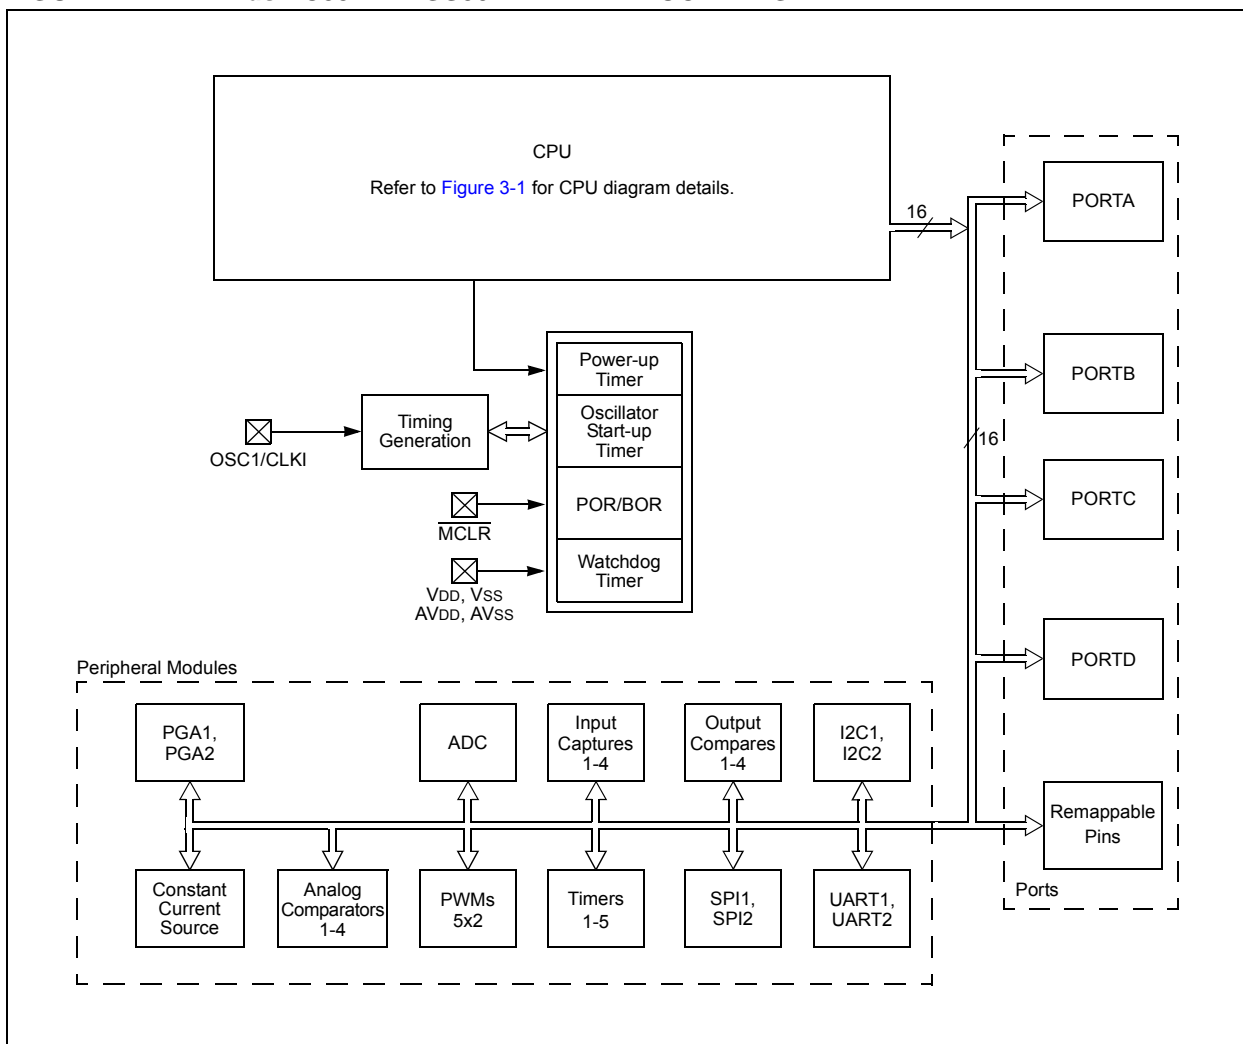 CPU
Refer to Figure 3-1 for CPU diagram details.
16
PORTA
Power-up
Timer
PORTB
Oscillator
Start-up
Timer
Timing
Generation
OSC1/CLKI
16
PORTC
POR/BOR
MCLR
Watchdog
Timer
VDD, VSS
AVDD, AVSS
PORTD
Peripheral Modules
PGA1,
PGA2
ADC
Input
Captures
1-4
Output
Compares
1-4
I2C1,
I2C2
Remappable
Pins
Constant
Current
Source
Analog
Comparators
1-4
PWMs
5x2
Timers
1-5
SPI1,
SPI2
UART1,
UART2
Ports